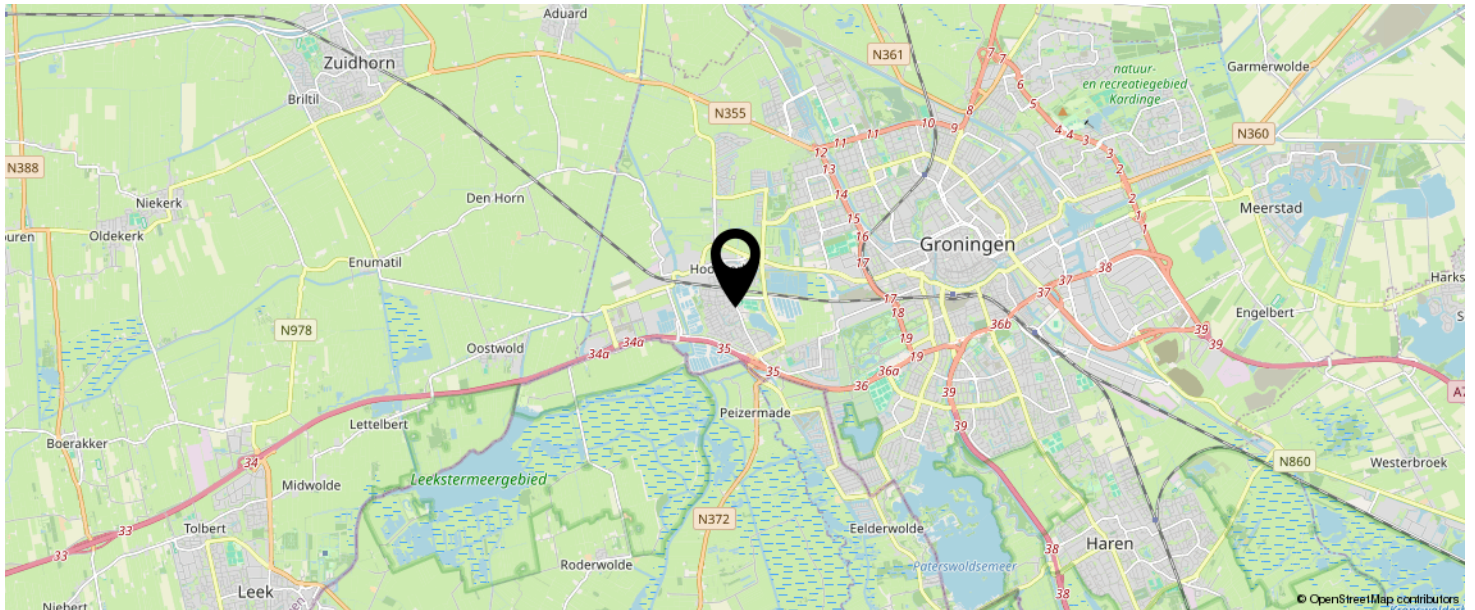 Aduard
Zuidhorn
Briltil
N361
natuur-
en recreatiegebied
Kardinge
Garmerwolde
7
7
6
5
8
N355
10
9
11
11
12
4
4
3
3
N360
N388
13
2
14
2
Niekerk
Den Horn
15
1
1
Meerstad
Oldekerk
16
Groningen
Enumatil
17
38
37
37
17
18
N978
36b
Engelbert
39
39
Oostwold
34a
34a
35
35
19
19
36a
36
39
39
A7
Peizermade
Lettelbert
Boerakker
34
N860
Westerbroek
Leekstermeergebied
Midwolde
N372
33
33
Tolbert
Eelderwolde
Haren
38
38
Roderwolde
Paterswoldsemeer
Leek
Niebert
© OpenStreetMap contributors